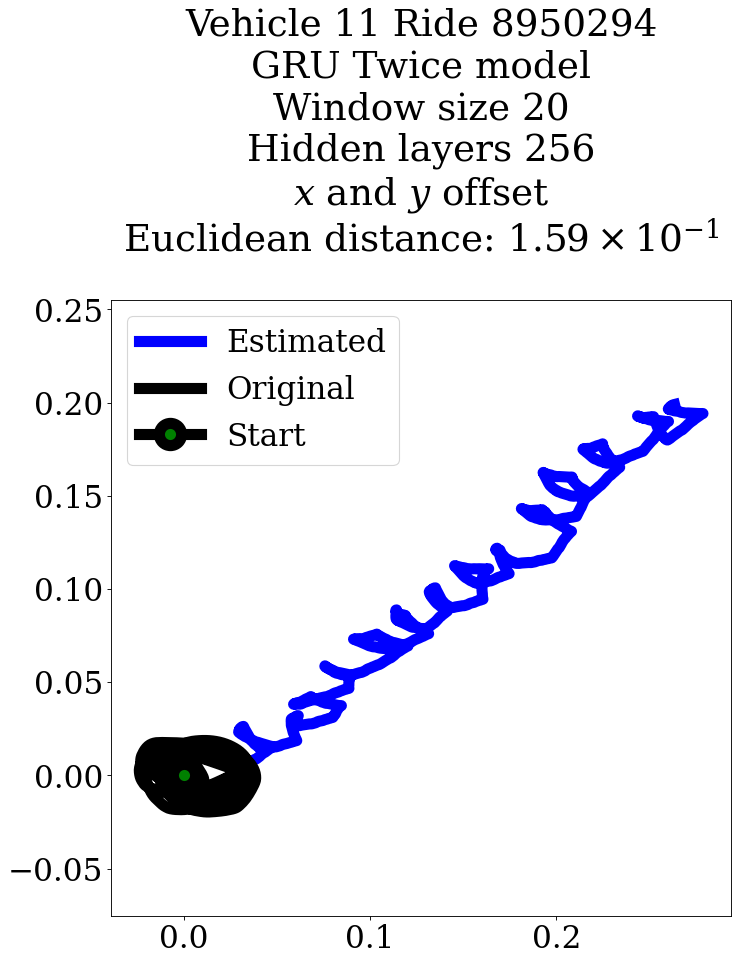 Vehicle 11 Ride 8950294
GRU Twice model
Window size 20
Hidden layers 256
x and y offset
Euclidean distance: 1.59 × 10⁻¹
Estimated
Original
Start
0.25
0.20
0.15
0.10
0.05
0.00
−0.05
0.0 0.1 0.2